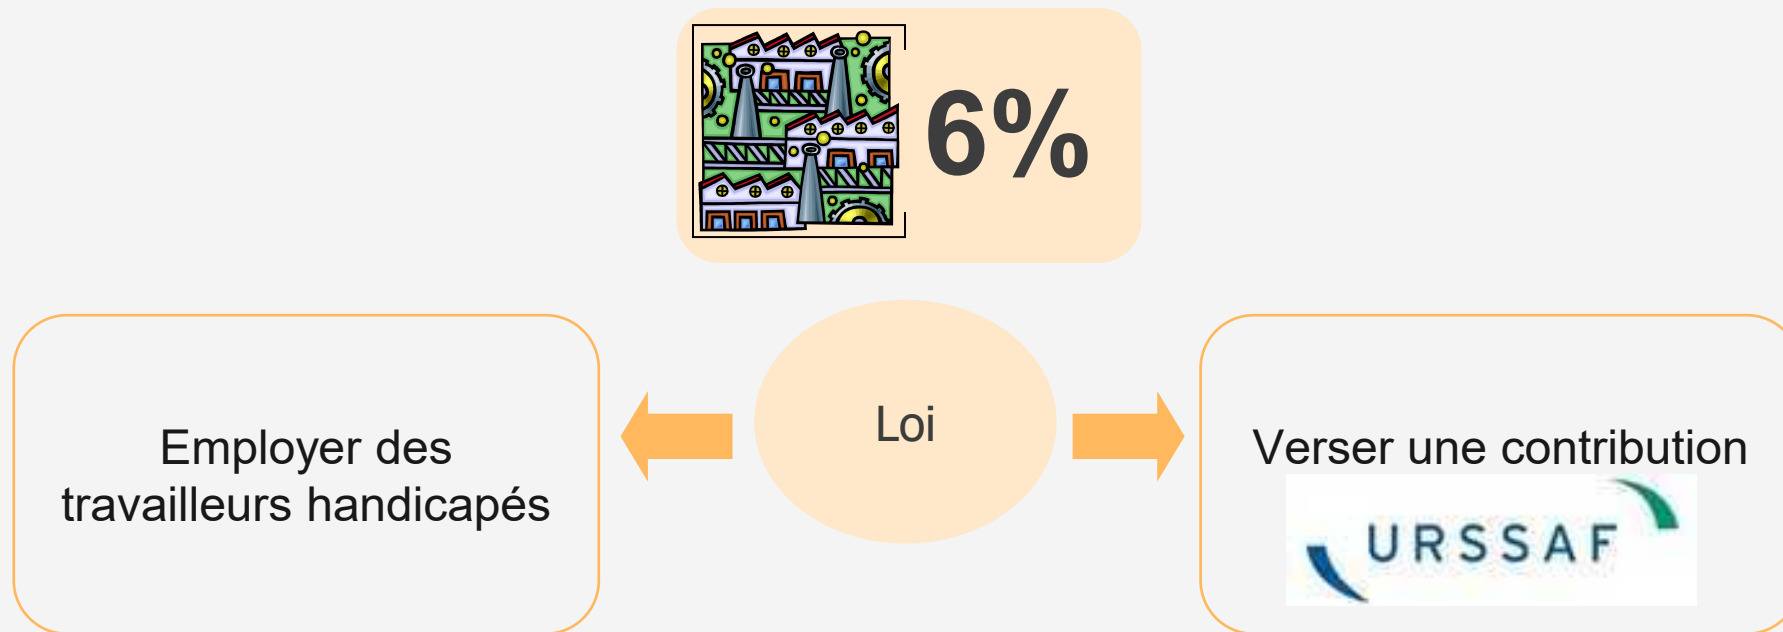 6%
Loi
Employer des
travailleurs handicapés
Verser une contribution
URSSAF